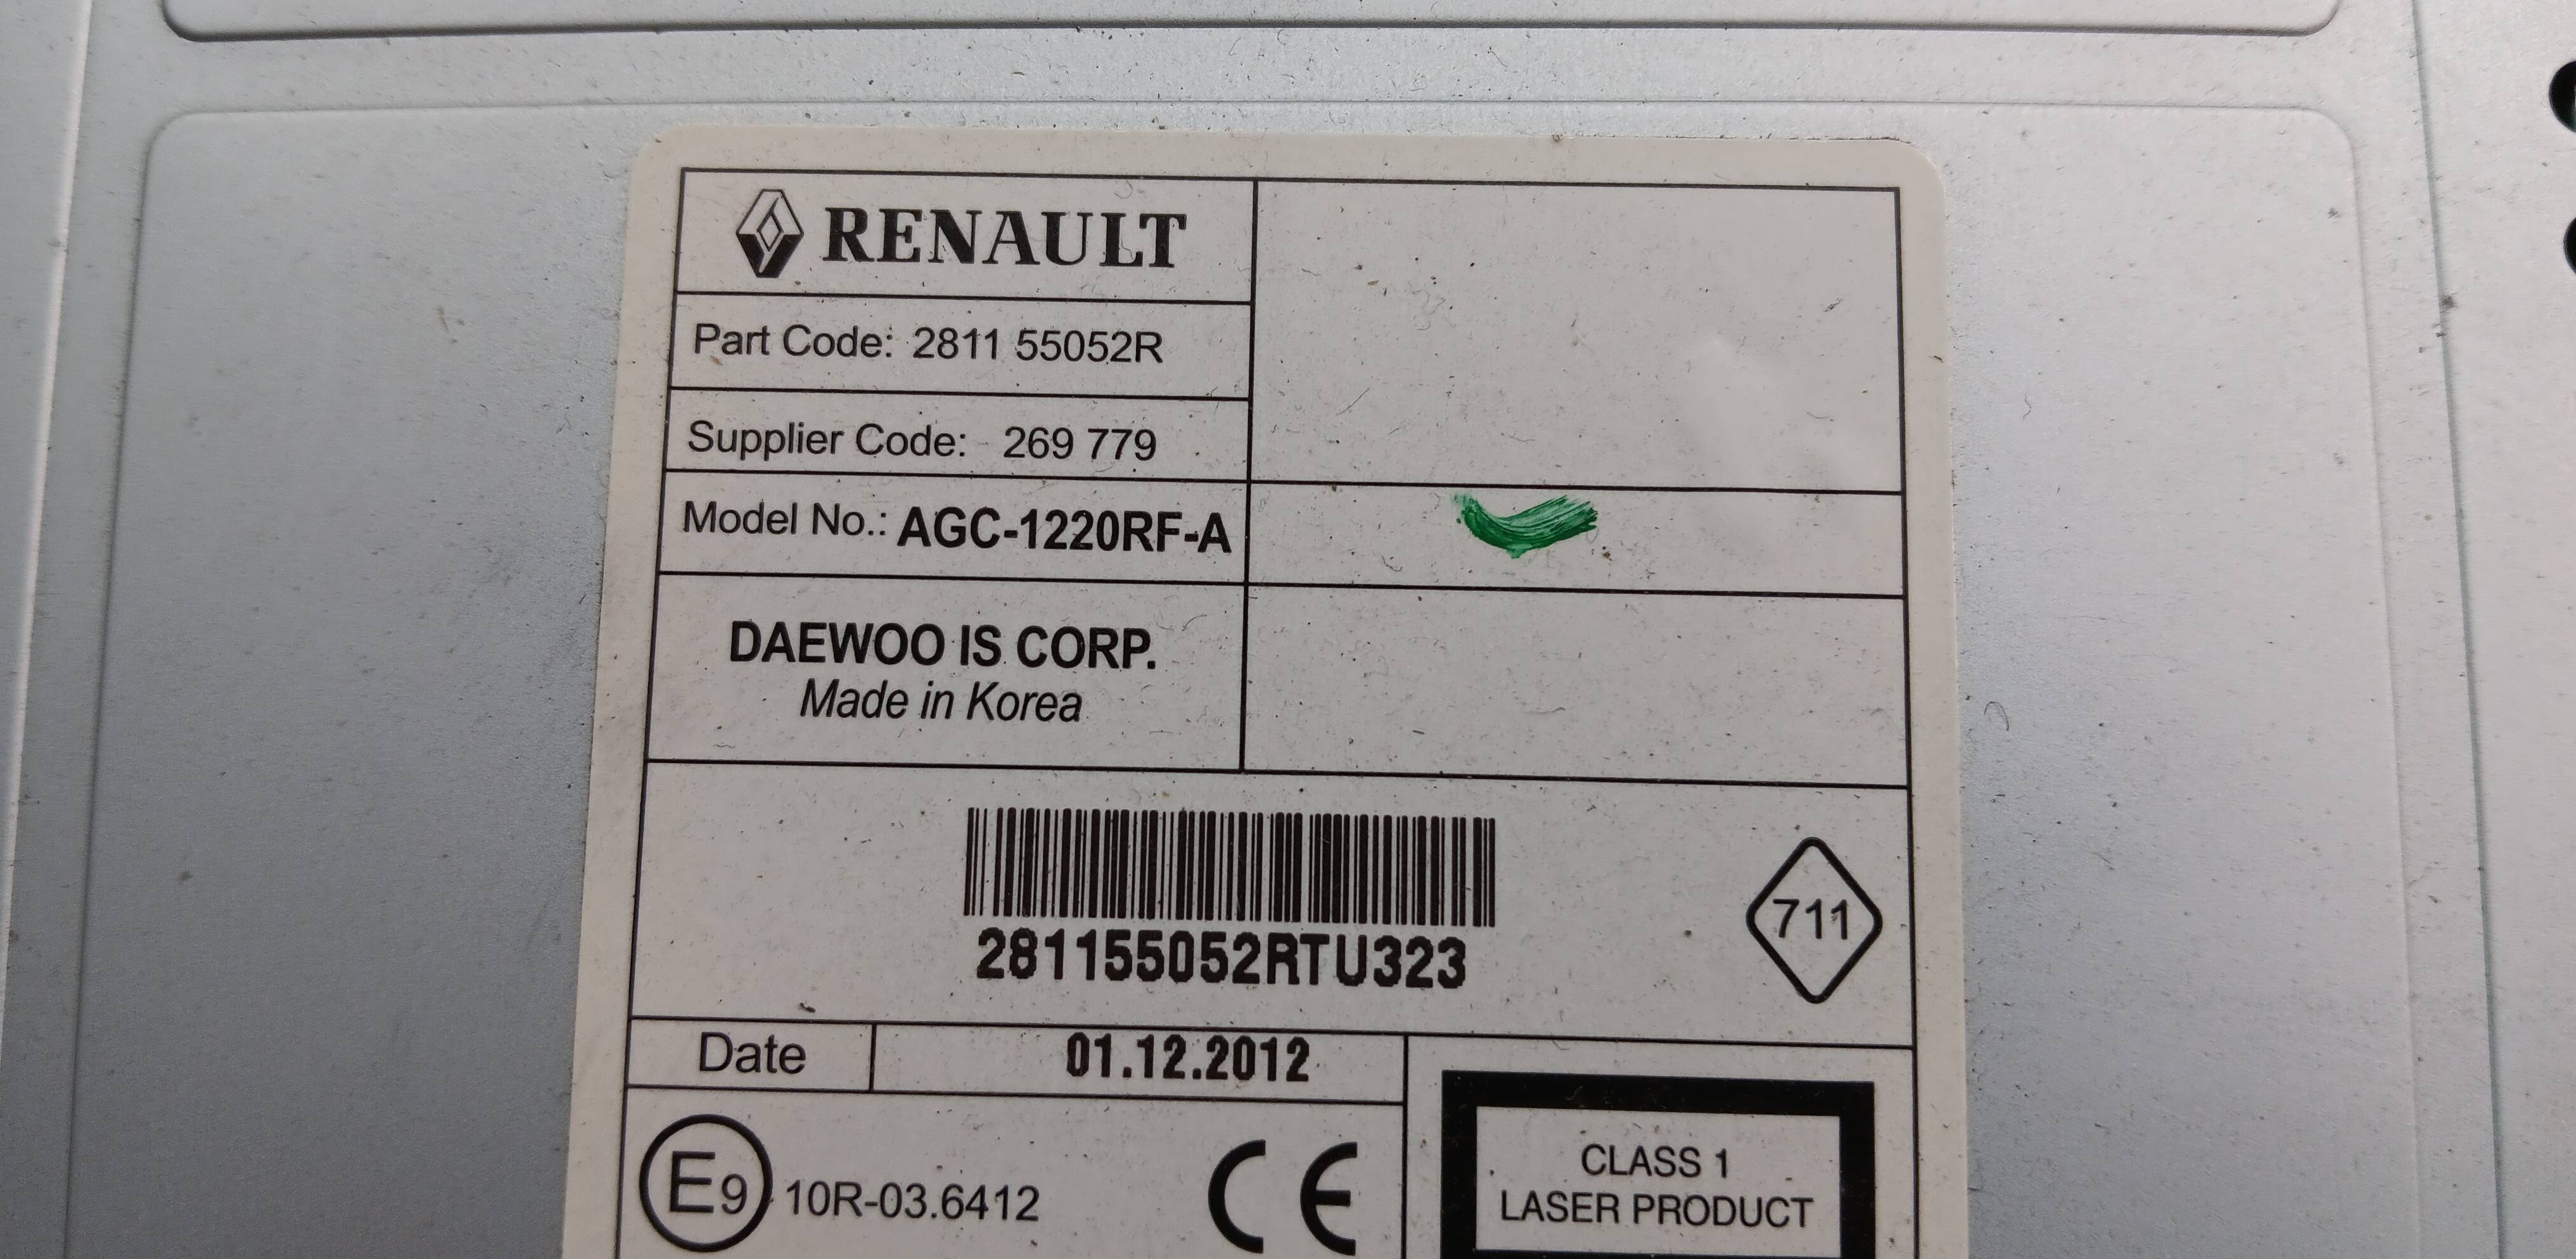 RENAULT
Part Code: 2811 55052R
Supplier Code: 269 779
Model No.: AGC-1220RF-A
DAEWOO IS CORP.
Made in Korea
281155052RTU323
711
Date 01.12.2012
E9 10R-03.6412
CE
CLASS 1
LASER PRODUCT